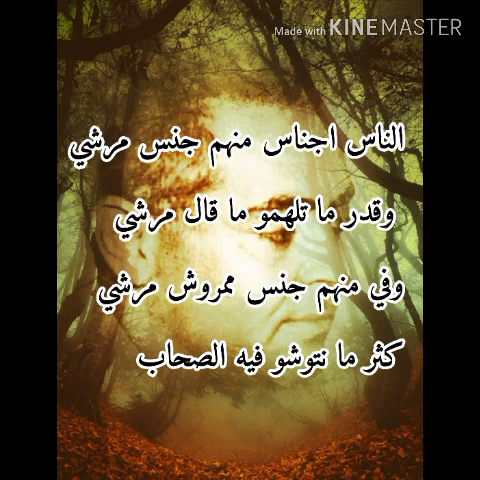 Made with KINEMASTER
الناس اجناس منهم جنس مرشي
وقدر ما تلهمو ما قال مرشي
وفي منهم جنس ممروش مرشي
كثر ما نتوشو فيه الصحاب